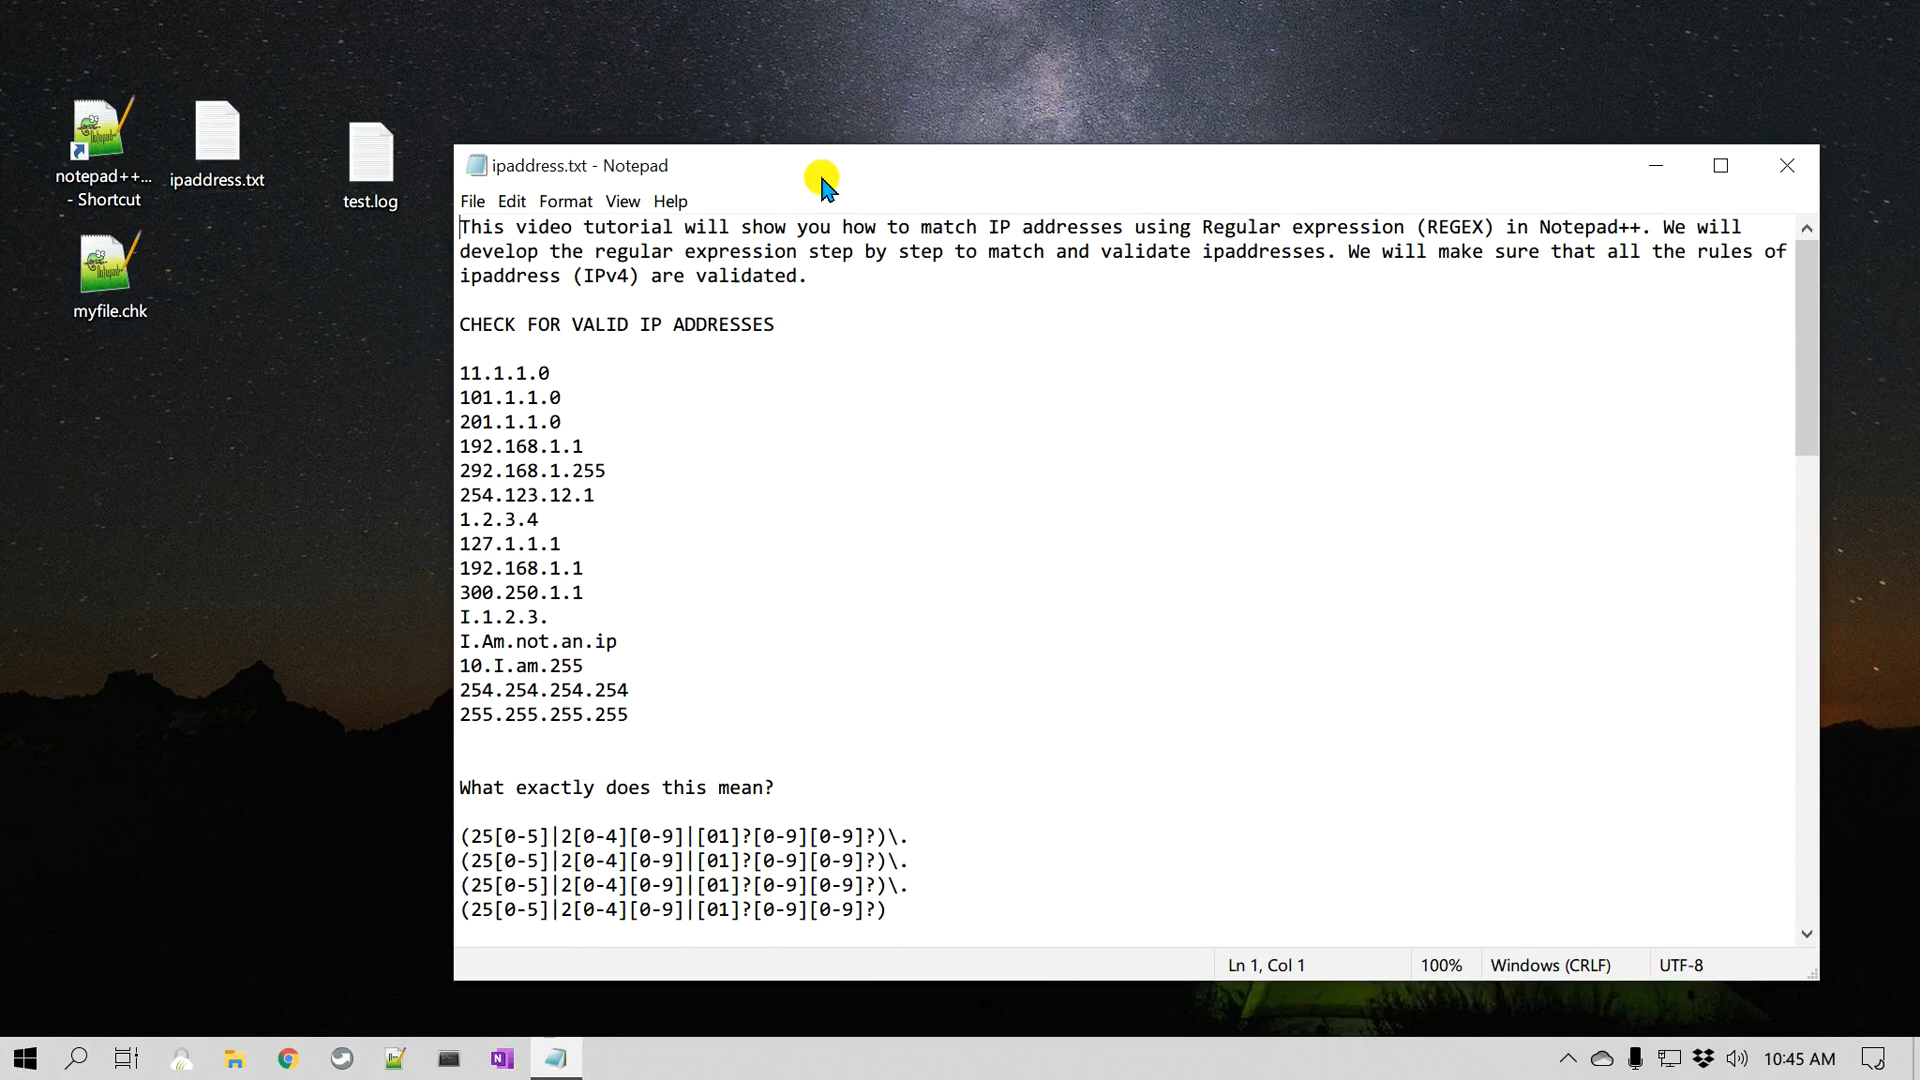 notepad++...
- Shortcut
ipaddress.txt
test.log
myfile.chk
ipaddress.txt - Notepad
File Edit Format View Help
This video tutorial will show you how to match IP addresses using Regular expression (REGEX) in Notepad++. We will
develop the regular expression step by step to match and validate ipaddresses. We will make sure that all the rules of
ipaddress (IPv4) are validated.
CHECK FOR VALID IP ADDRESSES
11.1.1.0
101.1.1.0
201.1.1.0
192.168.1.1
292.168.1.255
254.123.12.1
1.2.3.4
127.1.1.1
192.168.1.1
300.250.1.1
I.1.2.3.
I.Am.not.an.ip
10.I.am.255
254.254.254.254
255.255.255.255
What exactly does this mean?
(25[0-5]|2[0-4][0-9]|[01]?[0-9][0-9]?)\.
(25[0-5]|2[0-4][0-9]|[01]?[0-9][0-9]?)\.
(25[0-5]|2[0-4][0-9]|[01]?[0-9][0-9]?)\.
(25[0-5]|2[0-4][0-9]|[01]?[0-9][0-9]?)
Ln 1, Col 1 100% Windows (CRLF) UTF-8
10:45 AM